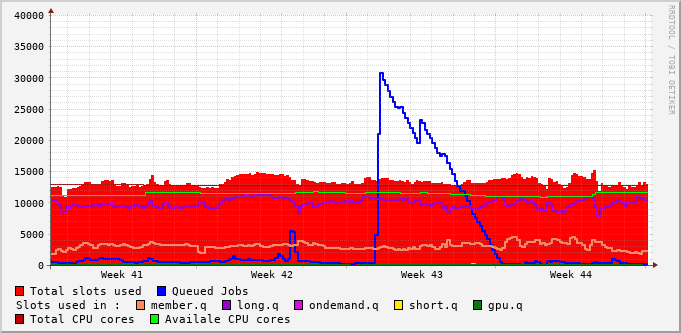 40000
35000
30000
25000
20000
15000
10000
5000
0
Week 41 Week 42 Week 43 Week 44
RRDTOOL / TOBI OETIKER
Total slots used Queued Jobs
Slots used in : member.q long.q ondemand.q short.q gpu.q
Total CPU cores Availale CPU cores